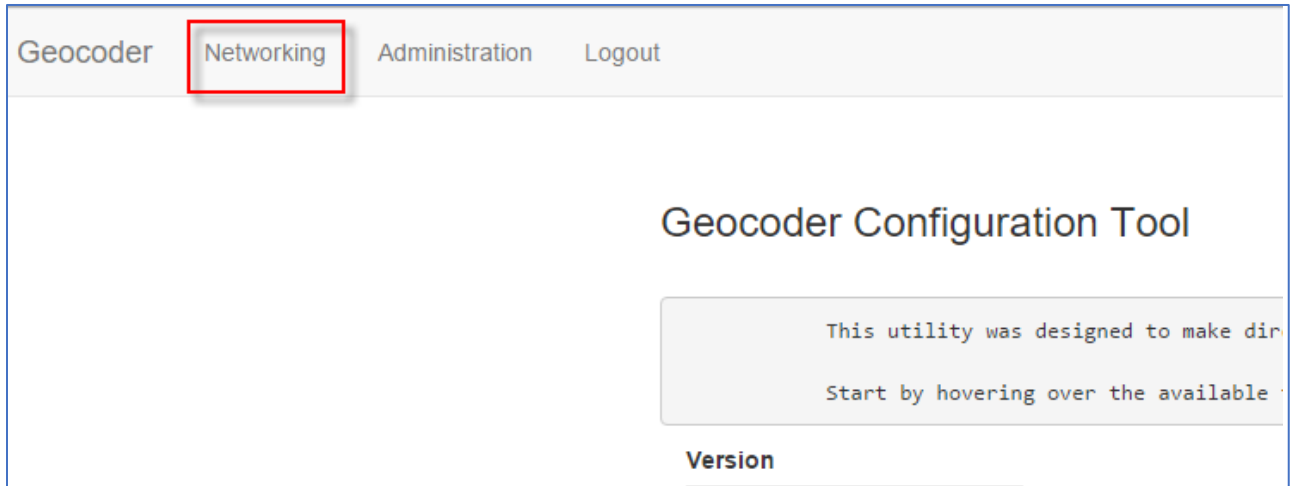 Geocoder Networking Administration Logout
Geocoder Configuration Tool
This utility was designed to make
Start by hovering over the available
Version